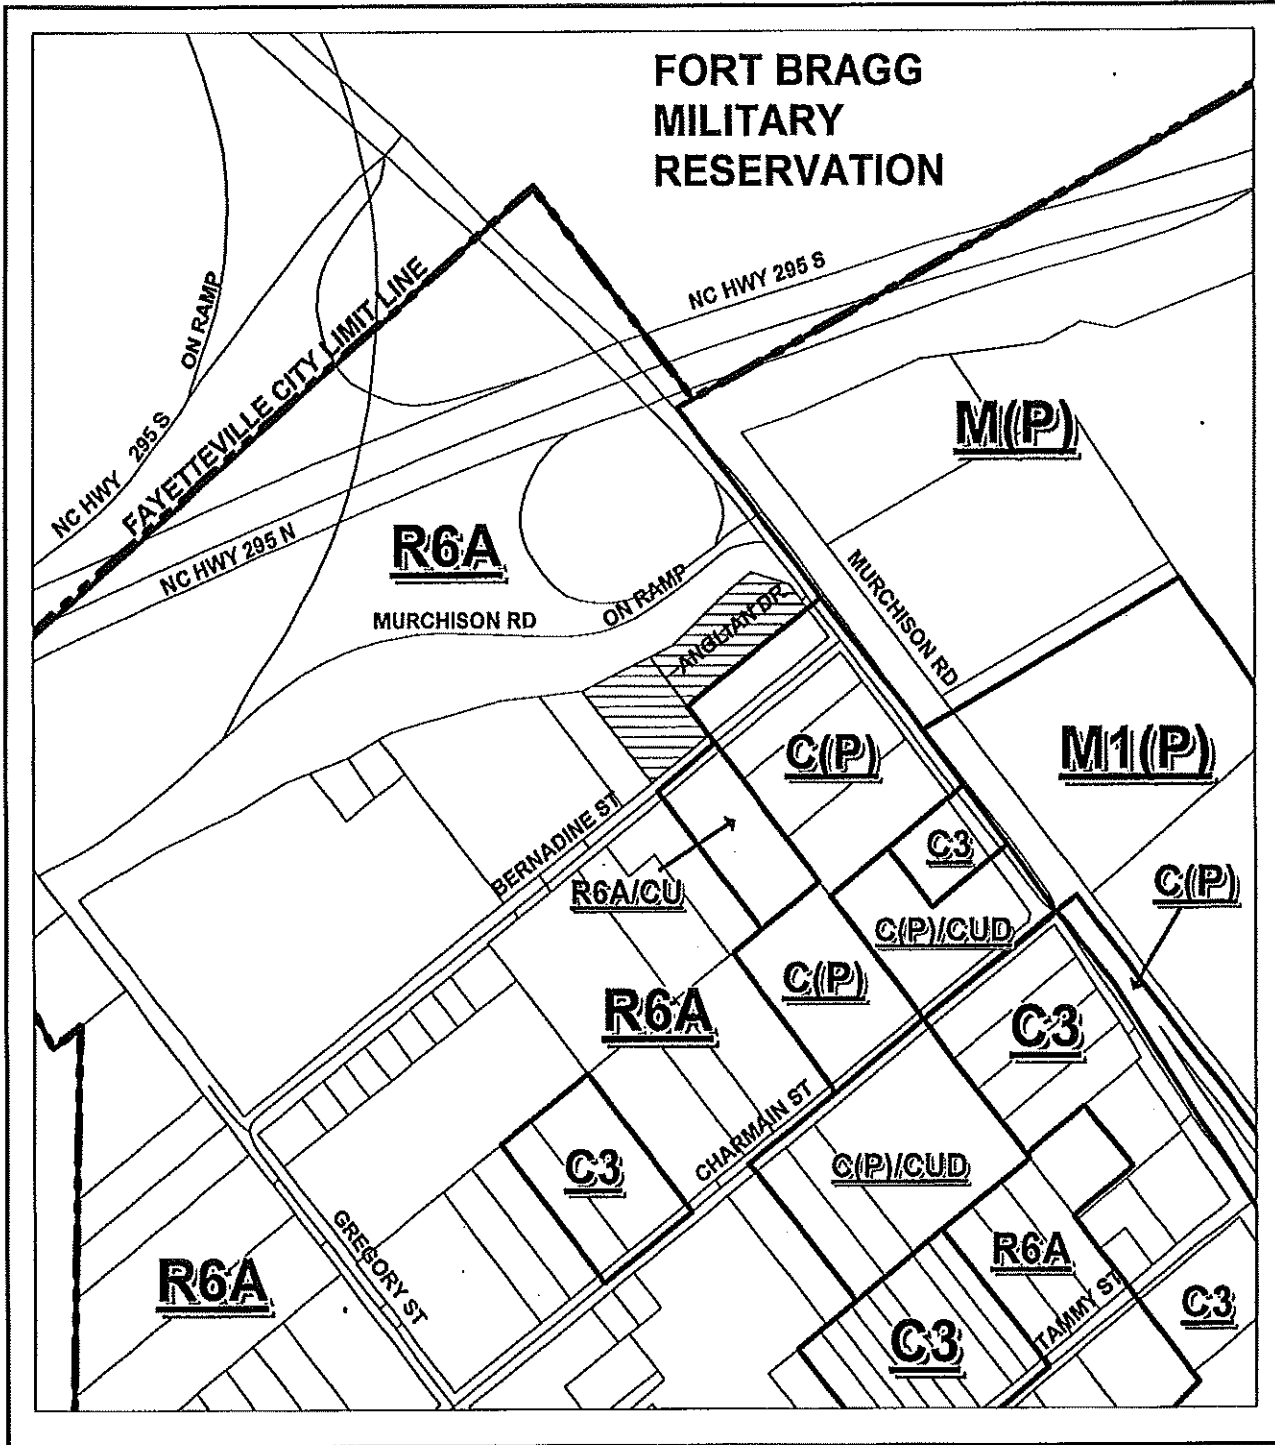 FORT BRAGG
MILITARY
RESERVATION
ON RAMP
NC HWY 295 S
FAYETTEVILLE CITY LIMIT LINE
NC HWY 295 S
M(P)
NC HWY 295 N
R6A
MURCHISON RD
ON RAMP
MURCHISON RD
ANGLIAN DR
C(P)
M1(P)
BERNADINE ST
R6A/CU
C3
C(P)
C(P)/CUD
C(P)
R6A
C3
CHARMAIN ST
C3
C(P)/CUD
GREGORY ST
R6A
R6A
TAMMY ST
C3
C3